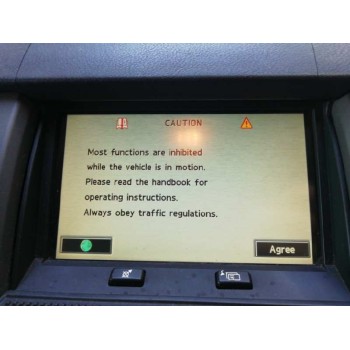 CAUTION
Most functions are inhibited
while the vehicle is in motion.
Please read the handbook for
operating instructions.
Always obey traffic regulations.
Agree